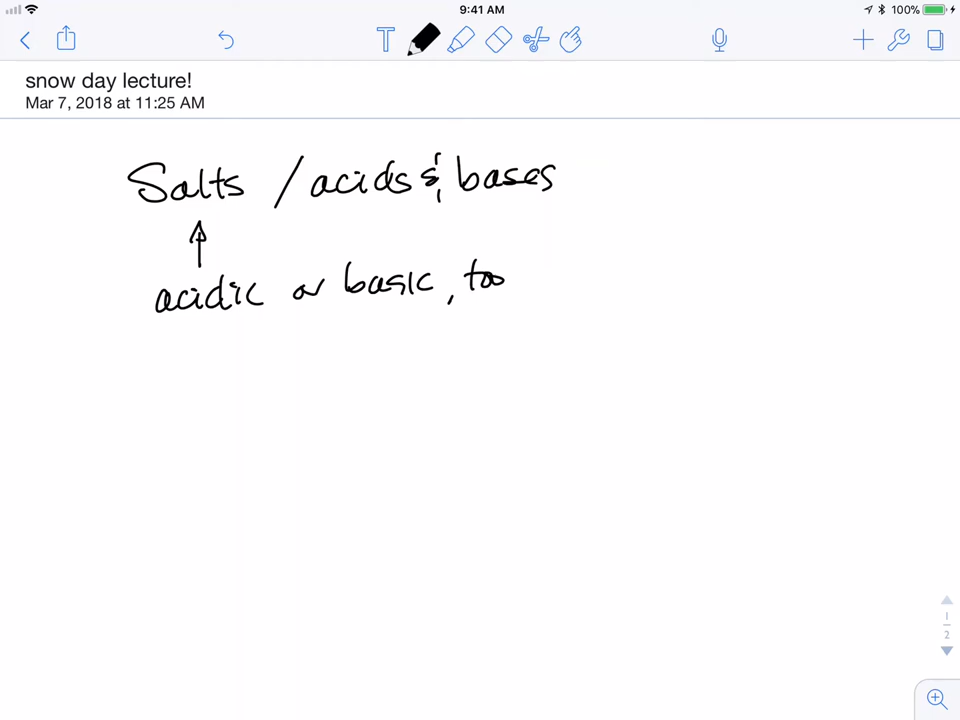 9:41 AM
100%
T
snow day lecture!
Mar 7, 2018 at 11:25 AM
Salts / acids & bases
acidic or basic, too
1
2